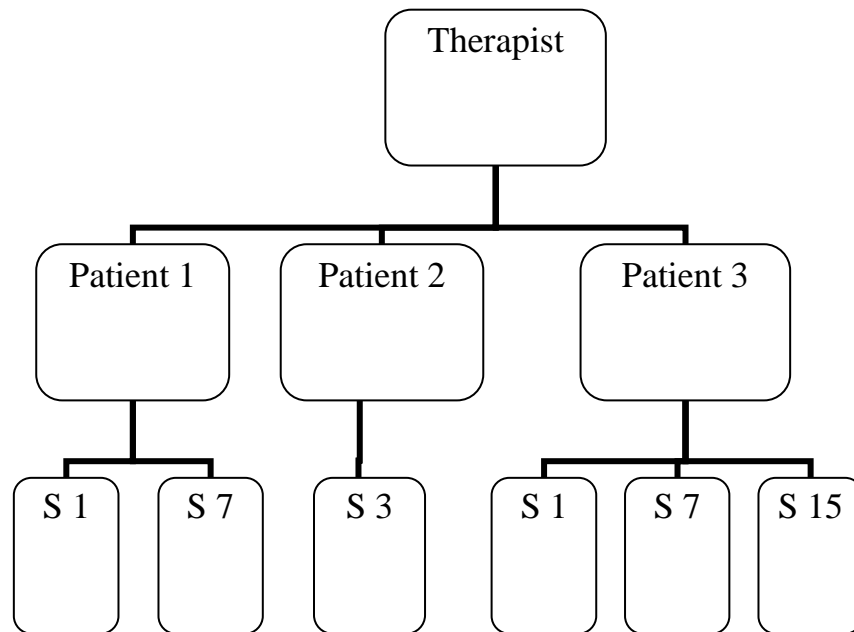 Therapist
Patient 1
Patient 2
Patient 3
S 1
S 7
S 3
S 1
S 7
S 15